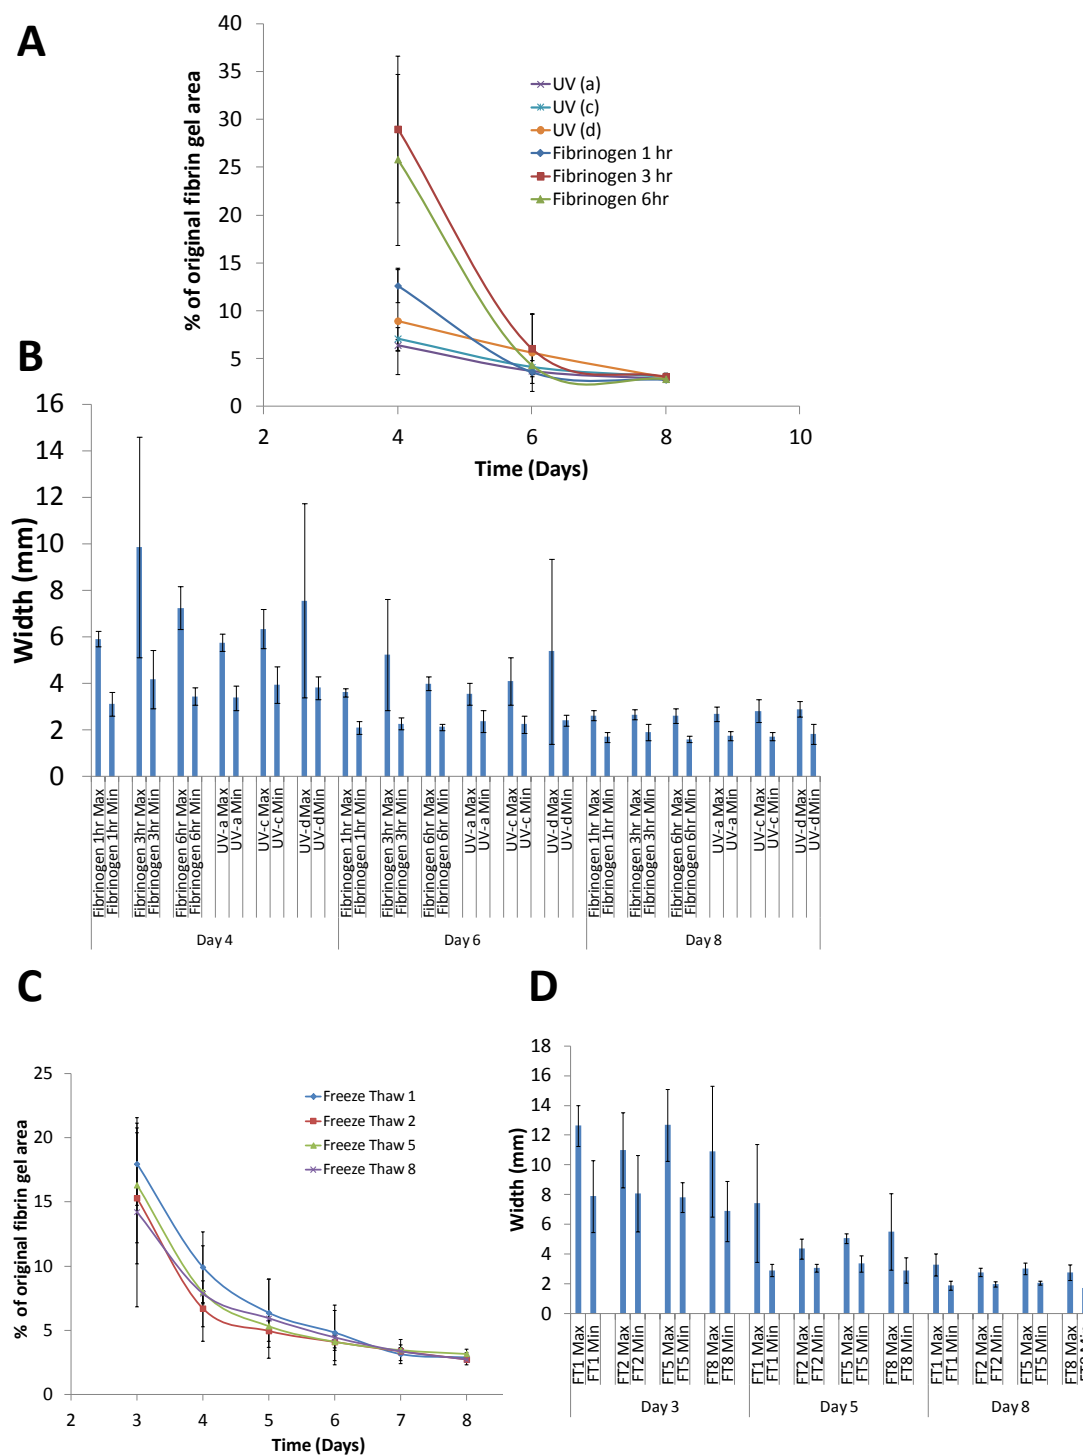 A
40
35
30
25
20
15
10
5
0
% of original fibrin gel area
UV (a)
UV (c)
UV (d)
Fibrinogen 1 hr
Fibrinogen 3 hr
Fibrinogen 6hr
2 4 6 8 10
Time (Days)
B
16
14
12
10
8
6
4
2
0
Width (mm)
Fibrinogen 1hr Max
Fibrinogen 1hr Min
Fibrinogen 3hr Max
Fibrinogen 3hr Min
Fibrinogen 6hr Max
Fibrinogen 6hr Min
UV-a Max
UV-a Min
UV-c Max
UV-c Min
UV-d Max
UV-d Min
Fibrinogen 1hr Max
Fibrinogen 1hr Min
Fibrinogen 3hr Max
Fibrinogen 3hr Min
Fibrinogen 6hr Max
Fibrinogen 6hr Min
UV-a Max
UV-a Min
UV-c Max
UV-c Min
UV-d Max
UV-d Min
Fibrinogen 1hr Max
Fibrinogen 1hr Min
Fibrinogen 3hr Max
Fibrinogen 3hr Min
Fibrinogen 6hr Max
Fibrinogen 6hr Min
UV-a Max
UV-a Min
UV-c Max
UV-c Min
UV-d Max
UV-d Min
Day 4 Day 6 Day 8
C
25
20
15
10
5
0
% of original fibrin gel area
Freeze Thaw 1
Freeze Thaw 2
Freeze Thaw 5
Freeze Thaw 8
2 3 4 5 6 7 8
Time (Days)
D
18
16
14
12
10
8
6
4
2
0
Width (mm)
FT1 Max
FT1 Min
FT2 Max
FT2 Min
FT5 Max
FT5 Min
FT8 Max
FT8 Min
FT1 Max
FT1 Min
FT2 Max
FT2 Min
FT5 Max
FT5 Min
FT8 Max
FT8 Min
FT1 Max
FT1 Min
FT2 Max
FT2 Min
FT5 Max
FT5 Min
FT8 Max
Day 3 Day 5 Day 8